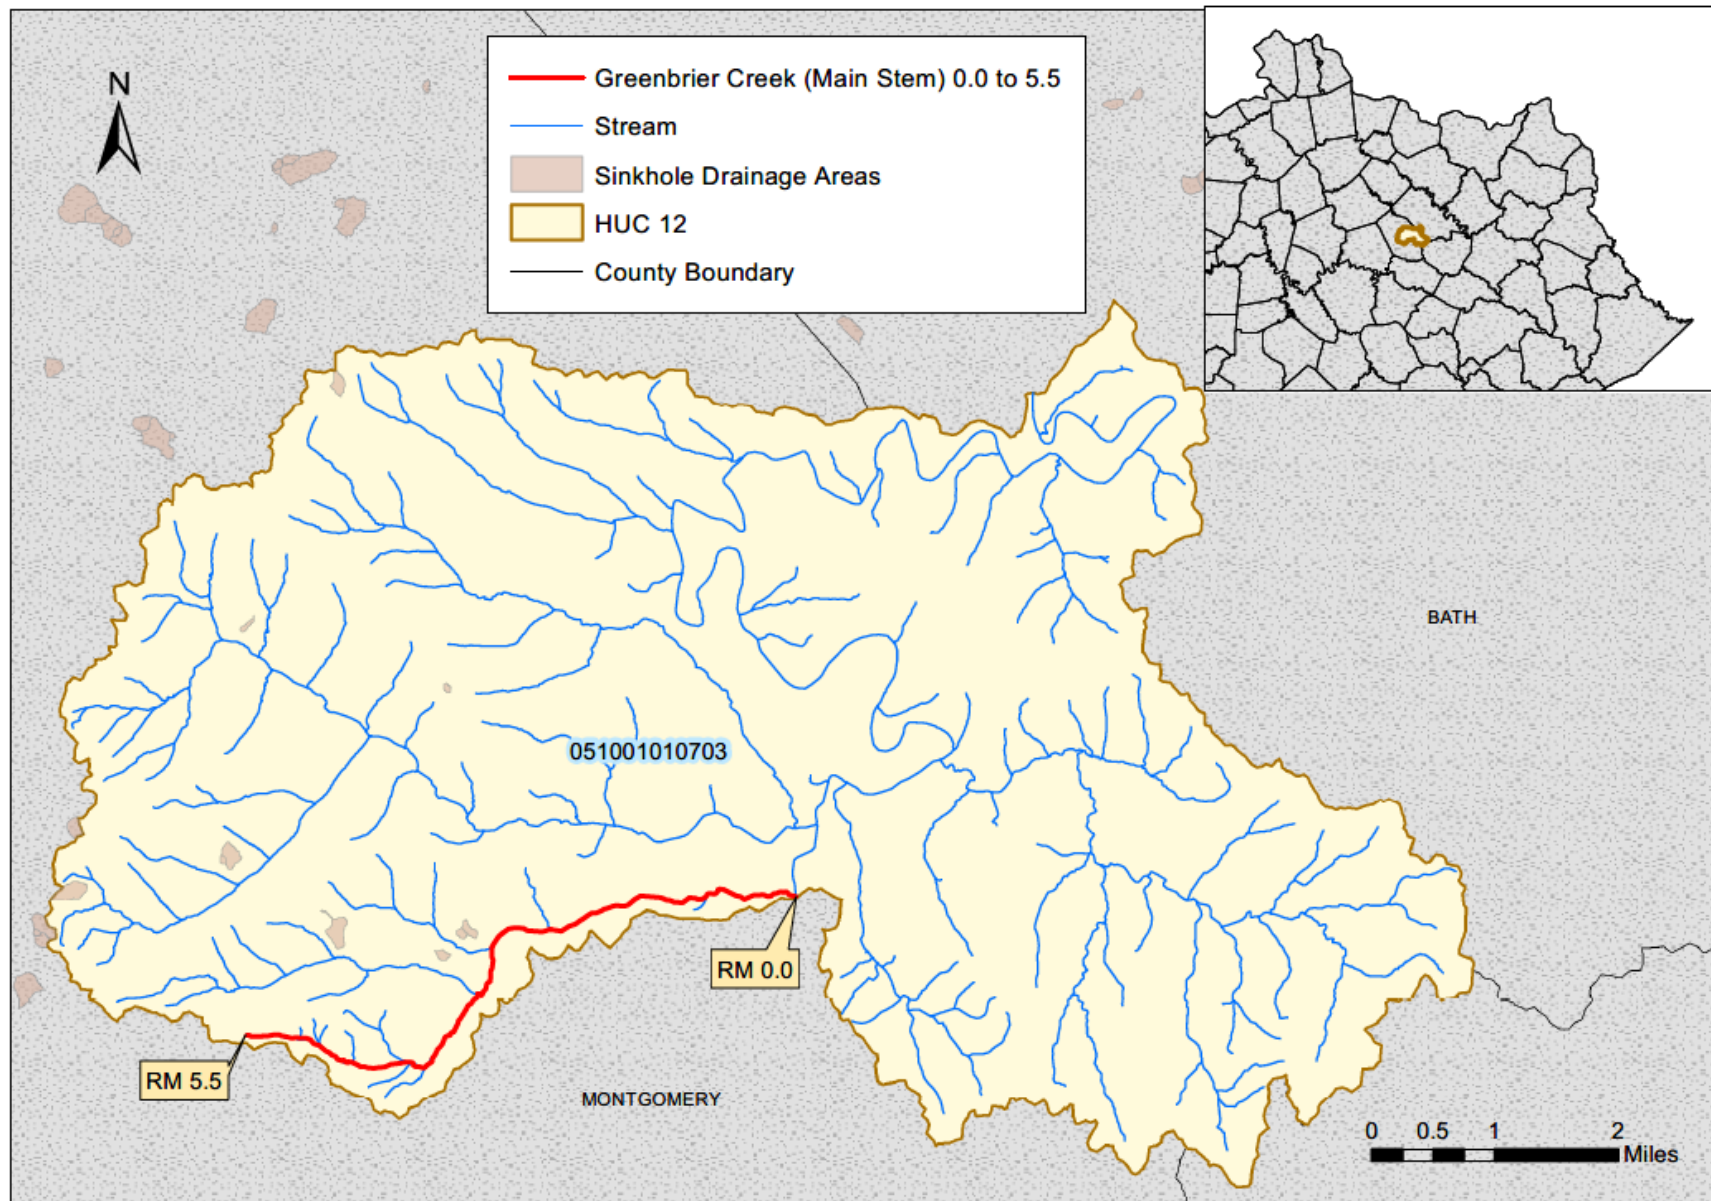 N
Greenbrier Creek (Main Stem) 0.0 to 5.5
Stream
Sinkhole Drainage Areas
HUC 12
County Boundary
BATH
051001010703
RM 0.0
RM 5.5
MONTGOMERY
0 0.5 1 2
Miles